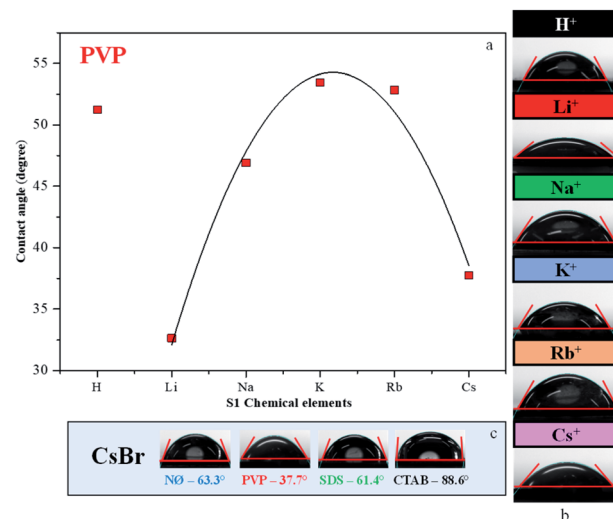 PVP
a
Contact angle (degree)
55
50
45
40
35
30
H Li Na K Rb Cs
S1 Chemical elements
CsBr
c
NØ – 63.3° PVP – 37.7° SDS – 61.4° CTAB – 88.6°
H⁺
Li⁺
Na⁺
K⁺
Rb⁺
Cs⁺
b